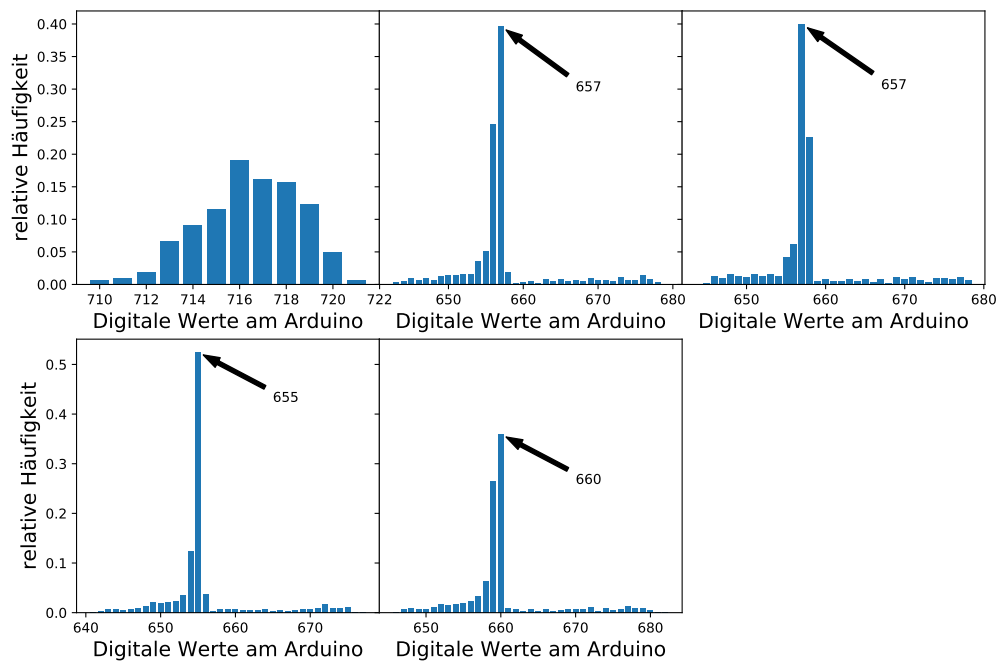 0.40
0.35
0.30
0.25
0.20
0.15
0.10
0.05
0.00
relative Häufigkeit
710 712 714 716 718 720 722
Digitale Werte am Arduino
657
650 660 670 680
Digitale Werte am Arduino
657
650 660 670 680
Digitale Werte am Arduino
0.5
0.4
0.3
0.2
0.1
0.0
relative Häufigkeit
655
640 650 660 670
Digitale Werte am Arduino
660
650 660 670 680
Digitale Werte am Arduino